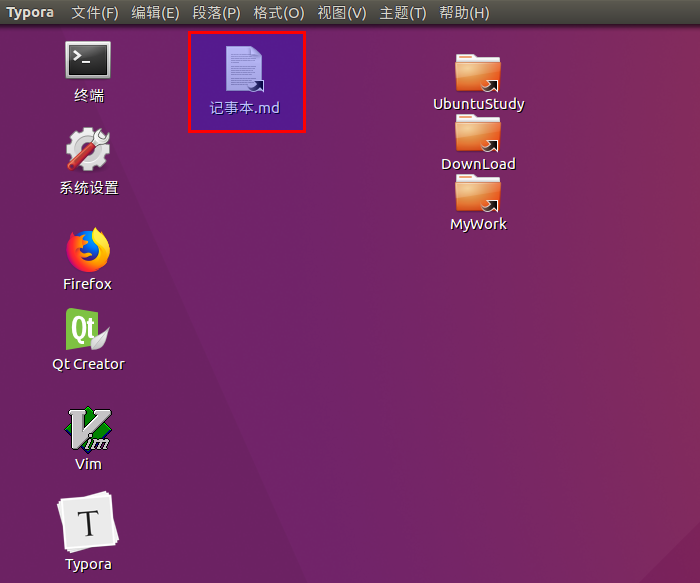 Typora 文件(F) 编辑(E) 段落(P) 格式(O) 视图(V) 主题(T) 帮助(H)
终端
系统设置
Firefox
Qt
Qt Creator
Vim
Vim
T
Typora
记事本.md
UbuntuStudy
DownLoad
MyWork